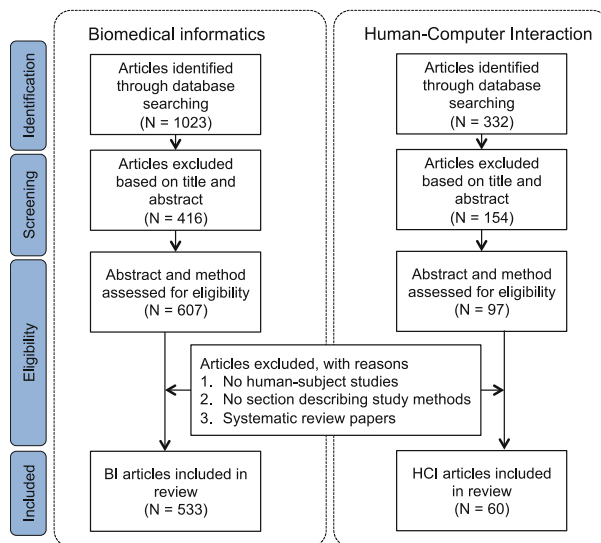 Biomedical informatics
Human-Computer Interaction
Identification
Articles identified
through database
searching
(N = 1023)
Articles identified
through database
searching
(N = 332)
Screening
Articles excluded
based on title and
abstract
(N = 416)
Articles excluded
based on title and
abstract
(N = 154)
Eligibility
Abstract and method
assessed for eligibility
(N = 607)
Abstract and method
assessed for eligibility
(N = 97)
Articles excluded, with reasons
1. No human-subject studies
2. No section describing study methods
3. Systematic review papers
Included
BI articles included in
review
(N = 533)
HCI articles included
in review
(N = 60)